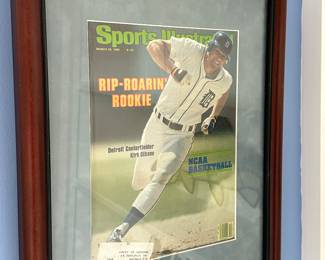 Sports Illustrated
RIP-ROARIN'
ROOKIE
Detroit Centerfielder
Kirk Gibson
NCAA
BASKETBALL